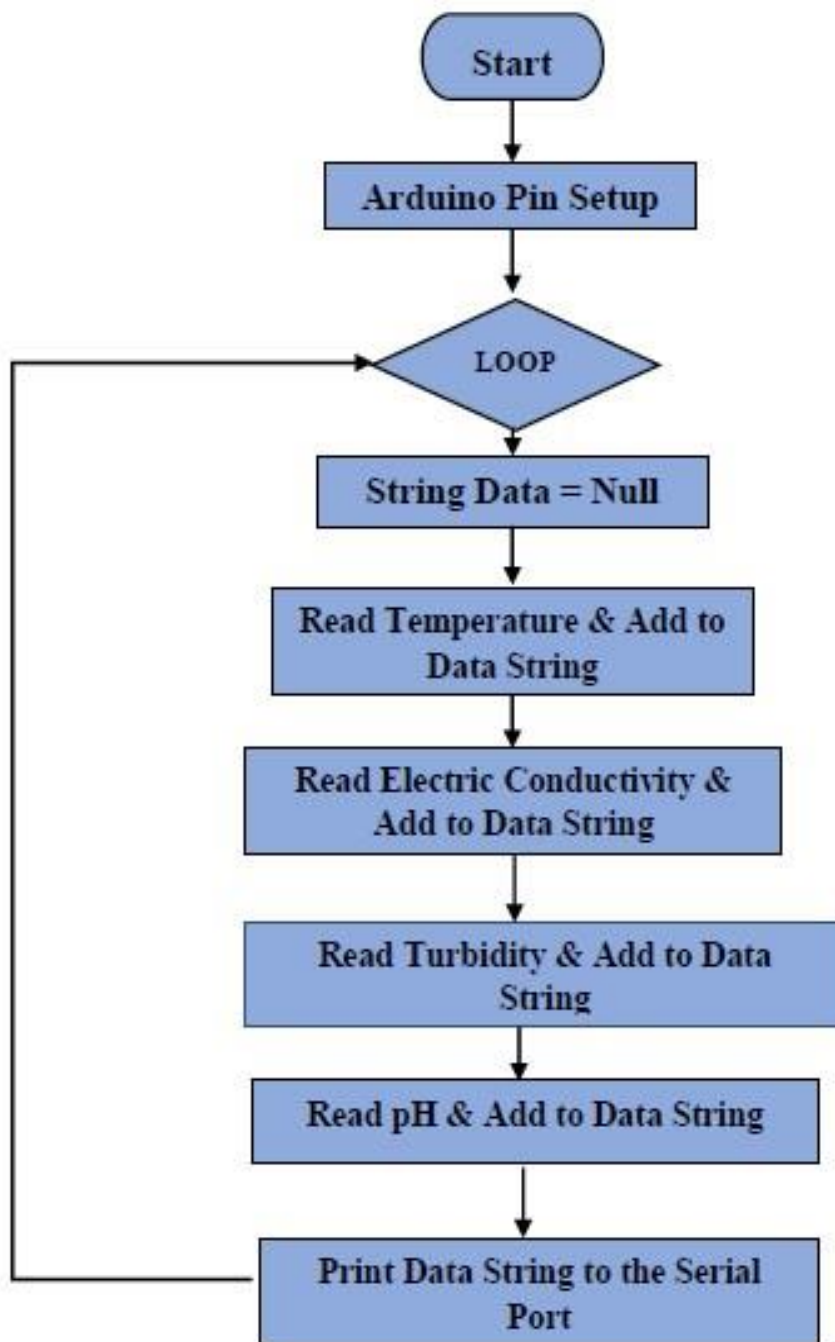 Start
Arduino Pin Setup
LOOP
String Data = Null
Read Temperature & Add to
Data String
Read Electric Conductivity &
Add to Data String
Read Turbidity & Add to Data
String
Read pH & Add to Data String
Print Data String to the Serial
Port